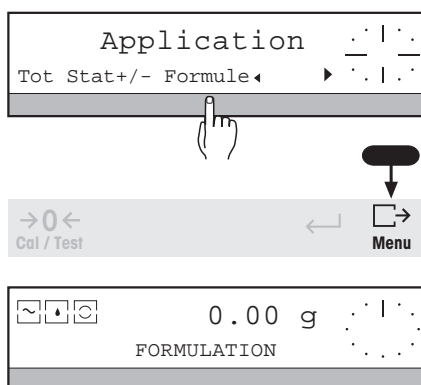 Application
Tot Stat+/- Formule
→0←
Cal / Test
Menu
0.00 g
FORMULATION